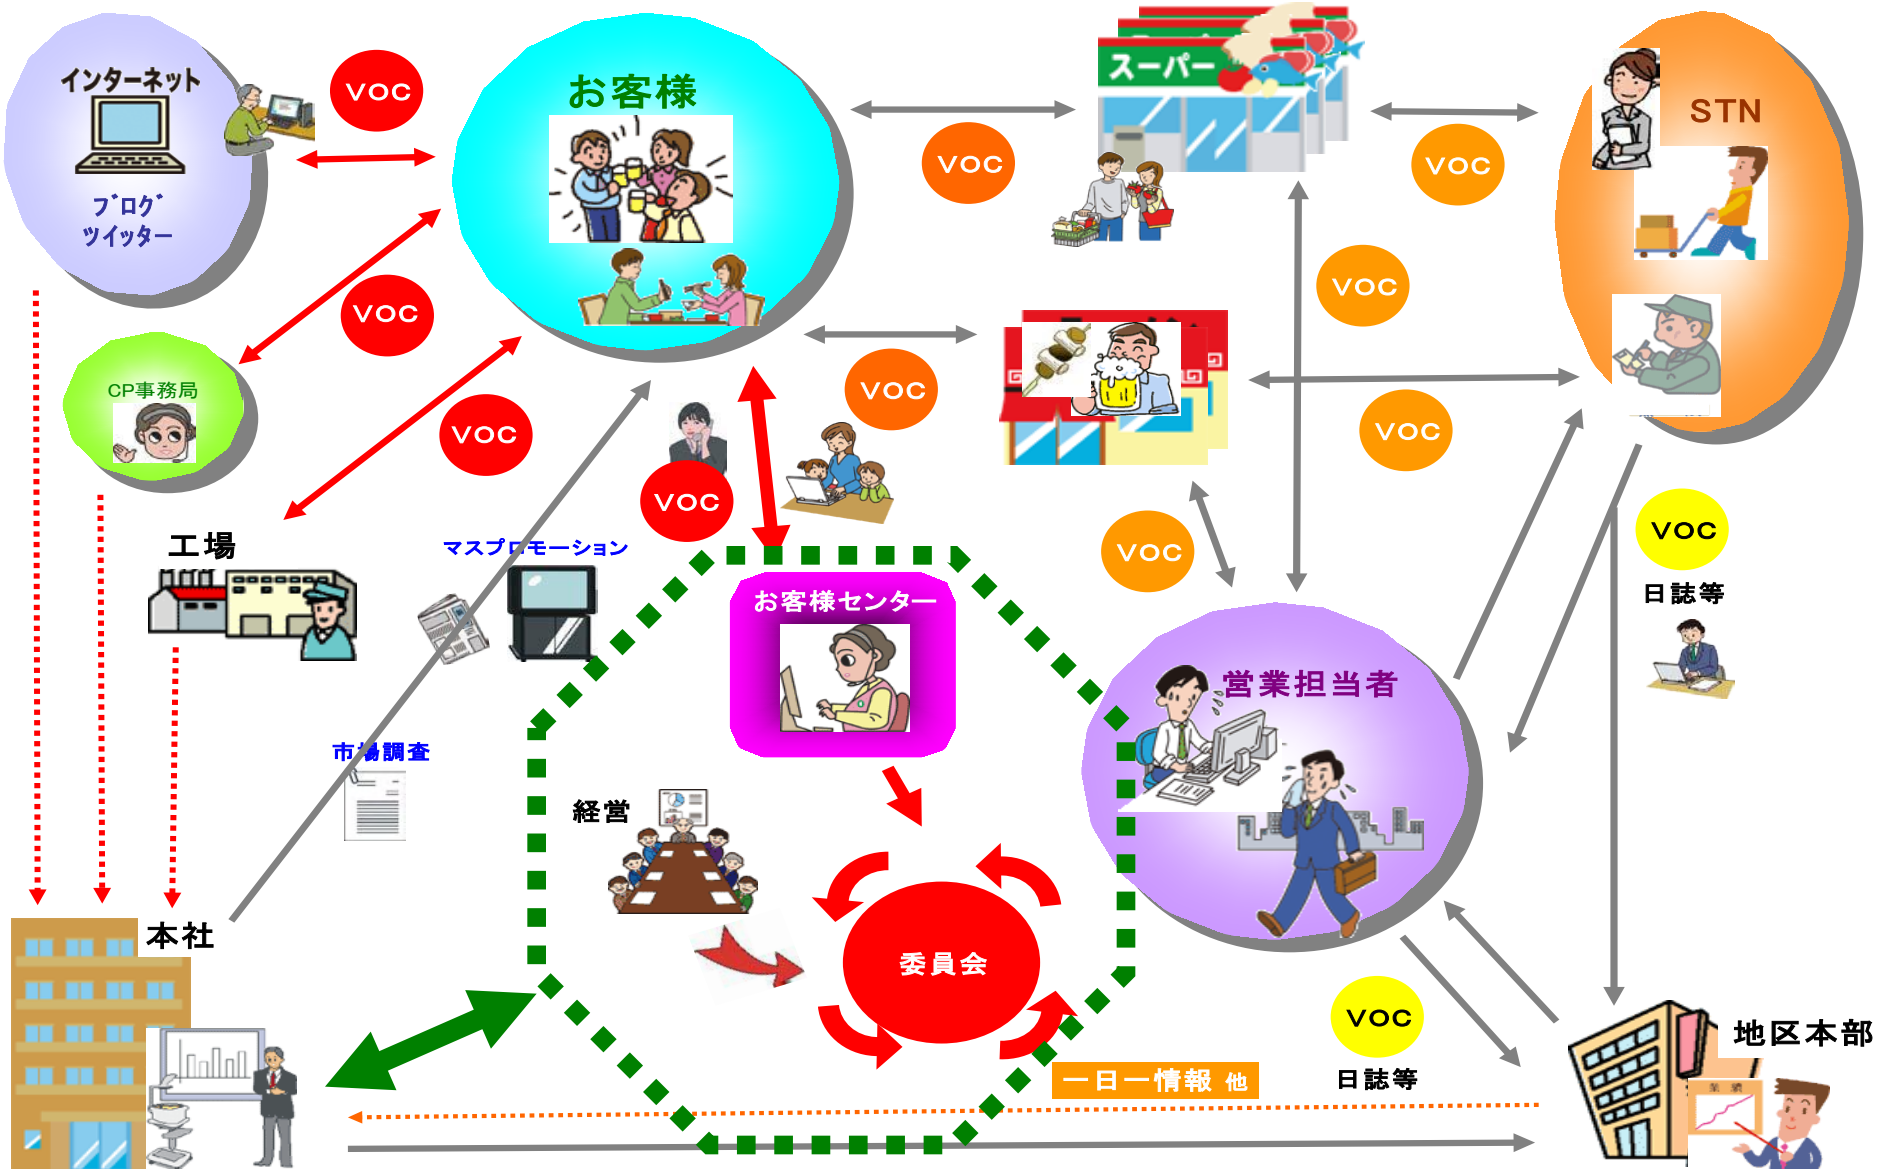 インターネット
VOC
お客様
スーパー
STN
VOC
VOC
ブログ
ツイッター
VOC
VOC
VOC
CP事務局
VOC
VOC
VOC
VOC
VOC
VOC
工場
マスプロモーション
お客様センター
日誌等
営業担当者
市場調査
経営
本社
委員会
VOC
地区本部
一日一情報 他
日誌等
業績